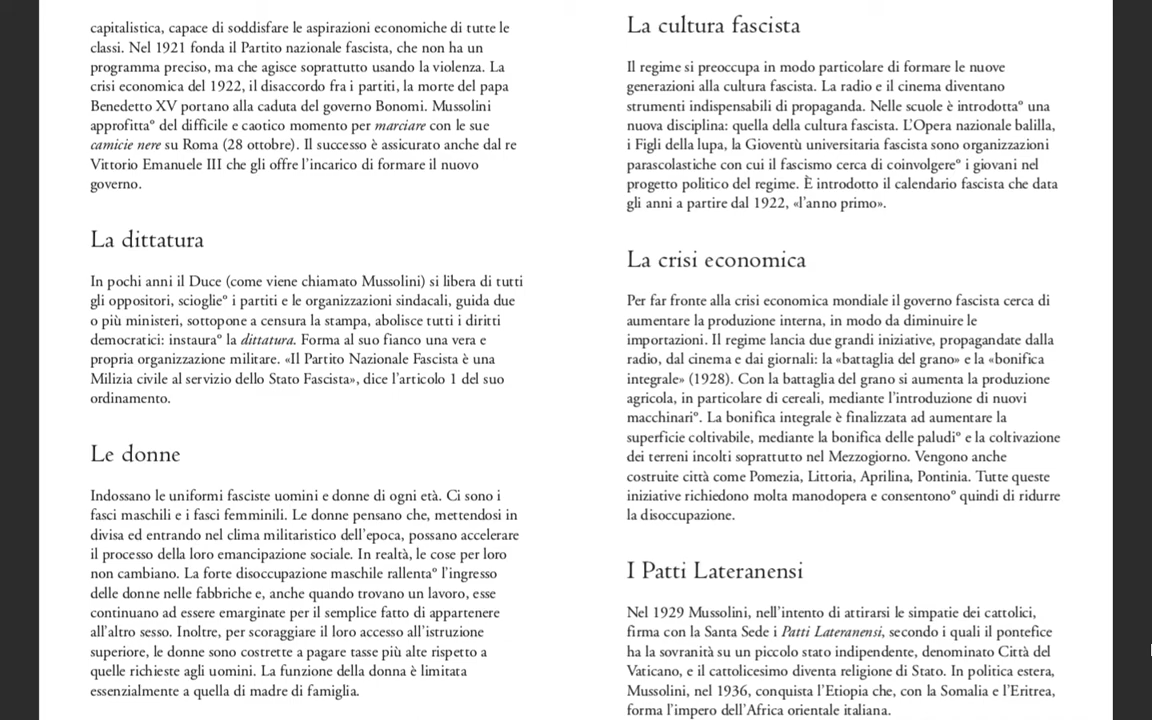 capitalistica, capace di soddisfare le aspirazioni economiche di tutte le
classi. Nel 1921 fonda il Partito nazionale fascista, che non ha un
programma preciso, ma che agisce soprattutto usando la violenza. La
crisi economica del 1922, il disaccordo fra i partiti, la morte del papa
Benedetto XV portano alla caduta del governo Bonomi. Mussolini
approfitta° del difficile e caotico momento per marciare con le sue
camicie nere su Roma (28 ottobre). Il successo è assicurato anche dal re
Vittorio Emanuele III che gli offre l'incarico di formare il nuovo
governo.
La dittatura
In pochi anni il Duce (come viene chiamato Mussolini) si libera di tutti
gli oppositori, scioglie° i partiti e le organizzazioni sindacali, guida due
o più ministeri, sottopone a censura la stampa, abolisce tutti i diritti
democratici: instaura° la dittatura. Forma al suo fianco una vera e
propria organizzazione militare. «Il Partito Nazionale Fascista è una
Milizia civile al servizio dello Stato Fascista», dice l'articolo 1 del suo
ordinamento.
Le donne
Indossano le uniformi fasciste uomini e donne di ogni età. Ci sono i
fasci maschili e i fasci femminili. Le donne pensano che, mettendosi in
divisa ed entrando nel clima militaristico dell'epoca, possano accelerare
il processo della loro emancipazione sociale. In realtà, le cose per loro
non cambiano. La forte disoccupazione maschile rallenta° l'ingresso
delle donne nelle fabbriche e, anche quando trovano un lavoro, esse
continuano ad essere emarginate per il semplice fatto di appartenere
all'altro sesso. Inoltre, per scoraggiare il loro accesso all'istruzione
superiore, le donne sono costrette a pagare tasse più alte rispetto a
quelle richieste agli uomini. La funzione della donna è limitata
essenzialmente a quella di madre di famiglia.
La cultura fascista
Il regime si preoccupa in modo particolare di formare le nuove
generazioni alla cultura fascista. La radio e il cinema diventano
strumenti indispensabili di propaganda. Nelle scuole è introdotta° una
nuova disciplina: quella della cultura fascista. L'Opera nazionale balilla,
i Figli della lupa, la Gioventù universitaria fascista sono organizzazioni
parascolastiche con cui il fascismo cerca di coinvolgere° i giovani nel
progetto politico del regime. È introdotto il calendario fascista che data
gli anni a partire dal 1922, «l'anno primo».
La crisi economica
Per far fronte alla crisi economica mondiale il governo fascista cerca di
aumentare la produzione interna, in modo da diminuire le
importazioni. Il regime lancia due grandi iniziative, propagandate dalla
radio, dal cinema e dai giornali: la «battaglia del grano» e la «bonifica
integrale» (1928). Con la battaglia del grano si aumenta la produzione
agricola, in particolare di cereali, mediante l'introduzione di nuovi
macchinari°. La bonifica integrale è finalizzata ad aumentare la
superficie coltivabile, mediante la bonifica delle paludi° e la coltivazione
dei terreni incolti soprattutto nel Mezzogiorno. Vengono anche
costruite città come Pomezia, Littoria, Aprilina, Pontinia. Tutte queste
iniziative richiedono molta manodopera e consentono° quindi di ridurre
la disoccupazione.
I Patti Lateranensi
Nel 1929 Mussolini, nell'intento di attirarsi le simpatie dei cattolici,
firma con la Santa Sede i Patti Lateranensi, secondo i quali il pontefice
ha la sovranità su un piccolo stato indipendente, denominato Città del
Vaticano, e il cattolicesimo diventa religione di Stato. In politica estera,
Mussolini, nel 1936, conquista l'Etiopia che, con la Somalia e l'Eritrea,
forma l'impero dell'Africa orientale italiana.